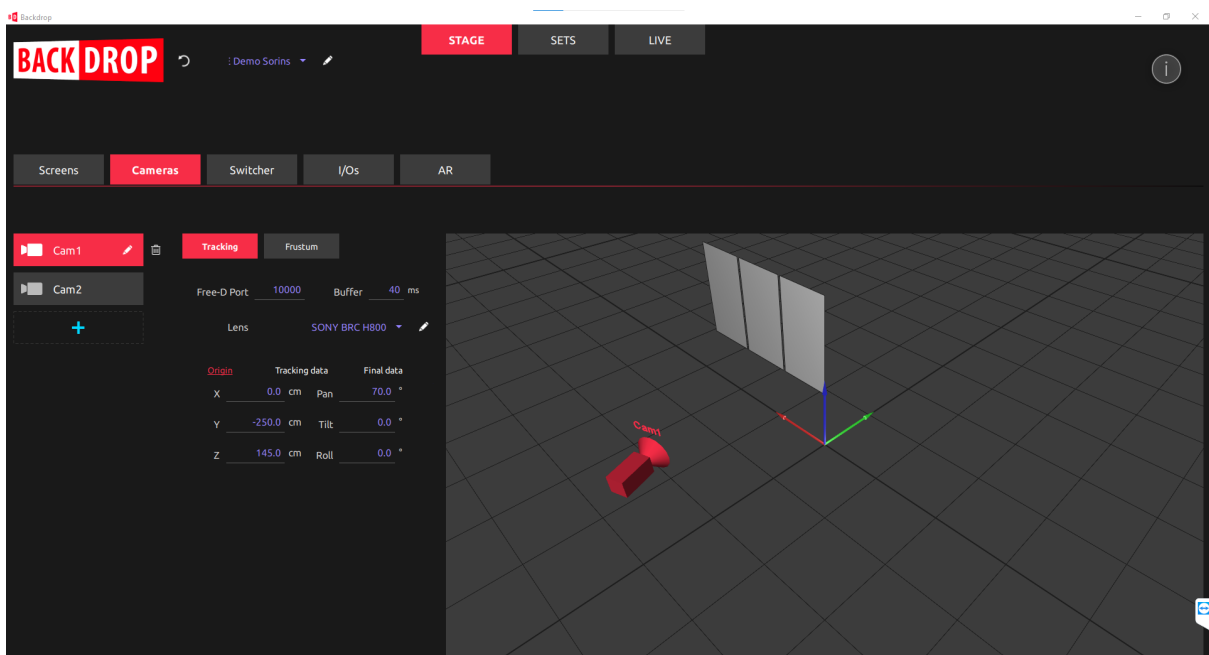 Backdrop
BACKDROP
: Demo Sorins
STAGE SETS LIVE
i
Screens Cameras Switcher I/Os AR
Cam1
Cam2
+
Tracking Frustum
Free-D Port 10000 Buffer 40 ms
Lens SONY BRC H800
Origin Tracking data Final data
X 0.0 cm Pan 70.0 °
Y -250.0 cm Tilt 0.0 °
Z 145.0 cm Roll 0.0 °
Cam1